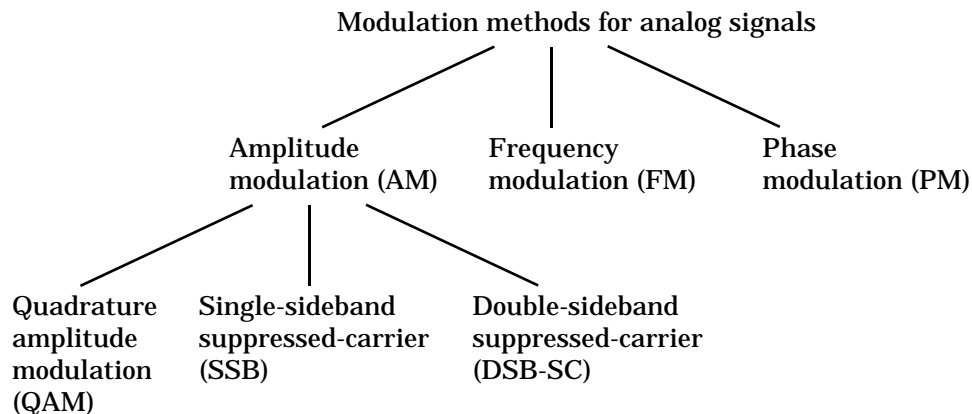 Modulation methods for analog signals
Amplitude
modulation (AM)
Frequency
modulation (FM)
Phase
modulation (PM)
Quadrature
amplitude
modulation
(QAM)
Single-sideband
suppressed-carrier
(SSB)
Double-sideband
suppressed-carrier
(DSB-SC)